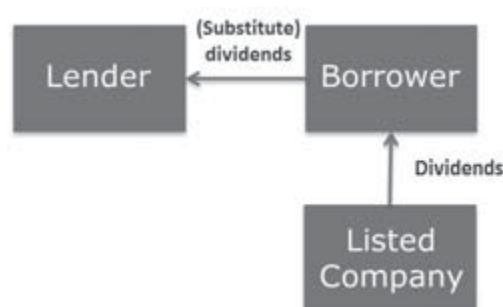 (Substitute)
dividends
Lender
Borrower
Dividends
Listed
Company